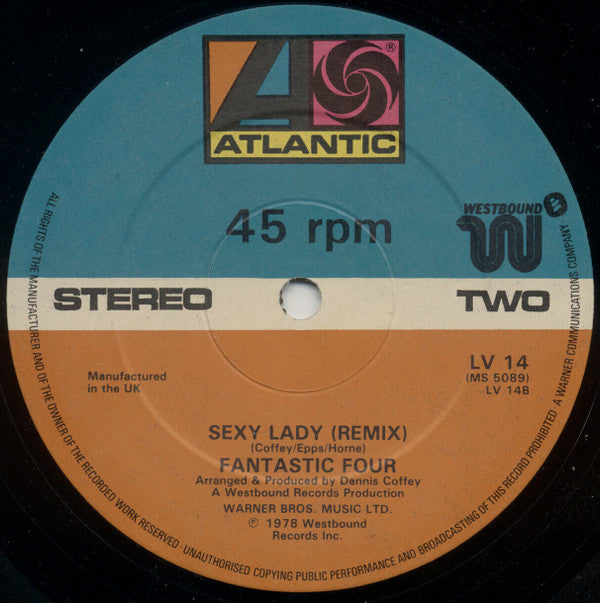 ATLANTIC
45 rpm
WESTBOUND
STEREO
TWO
Manufactured
in the UK
LV 14
(MS 5089)
LV 14B
SEXY LADY (REMIX)
(Coffey/Epps/Horne)
FANTASTIC FOUR
Arranged & Produced by Dennis Coffey
A Westbound Records Production
WARNER BROS. MUSIC LTD.
℗ 1978 Westbound
Records Inc.
ALL RIGHTS OF THE MANUFACTURER AND OF THE OWNER OF THE RECORDED WORK RESERVED - UNAUTHORISED COPYING PUBLIC PERFORMANCE AND BROADCASTING OF THIS RECORD PROHIBITED A WARNER COMMUNICATIONS COMPANY.